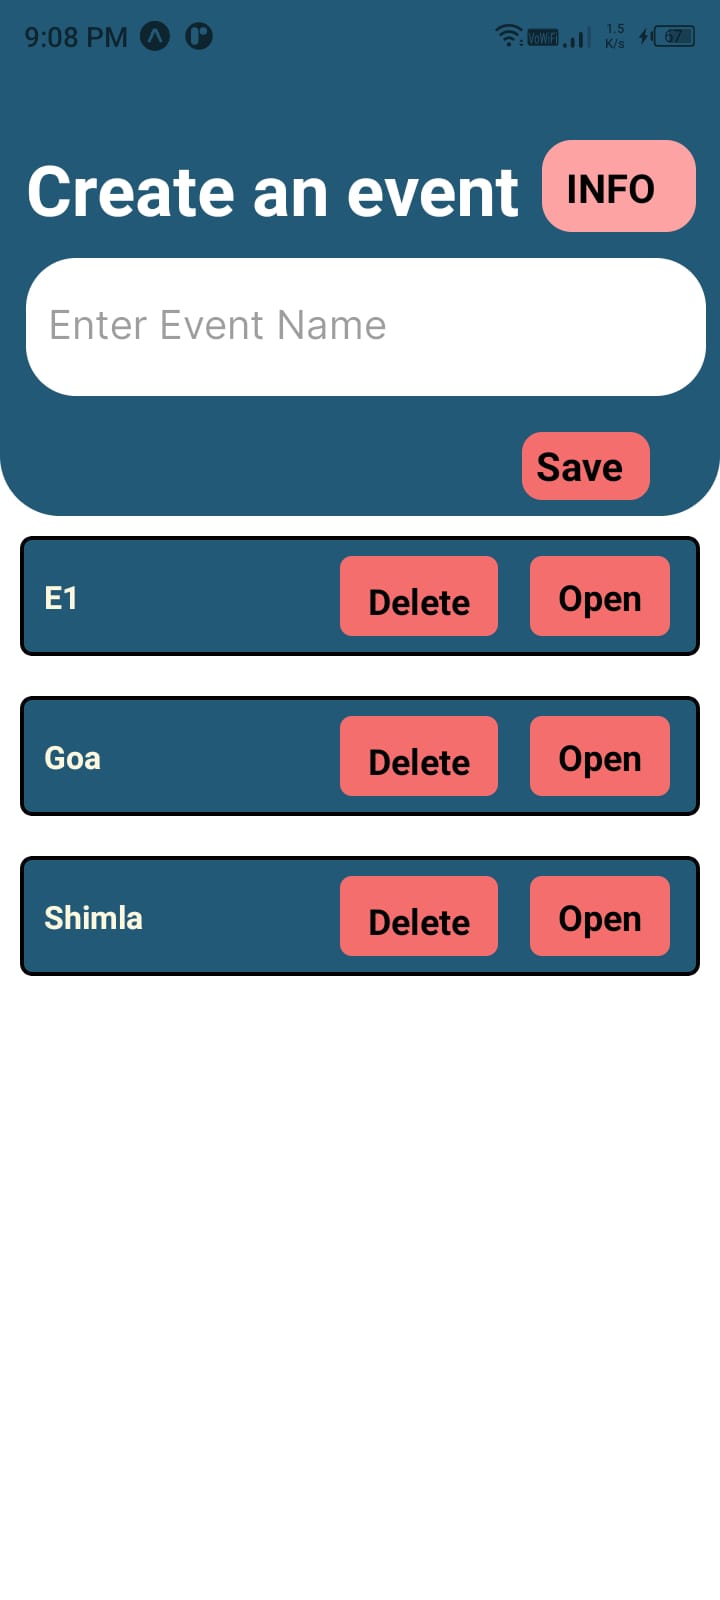 9:08 PM VoWiFi 1.5 K/s 67
Create an event INFO
Enter Event Name
Save
E1 Delete Open
Goa Delete Open
Shimla Delete Open